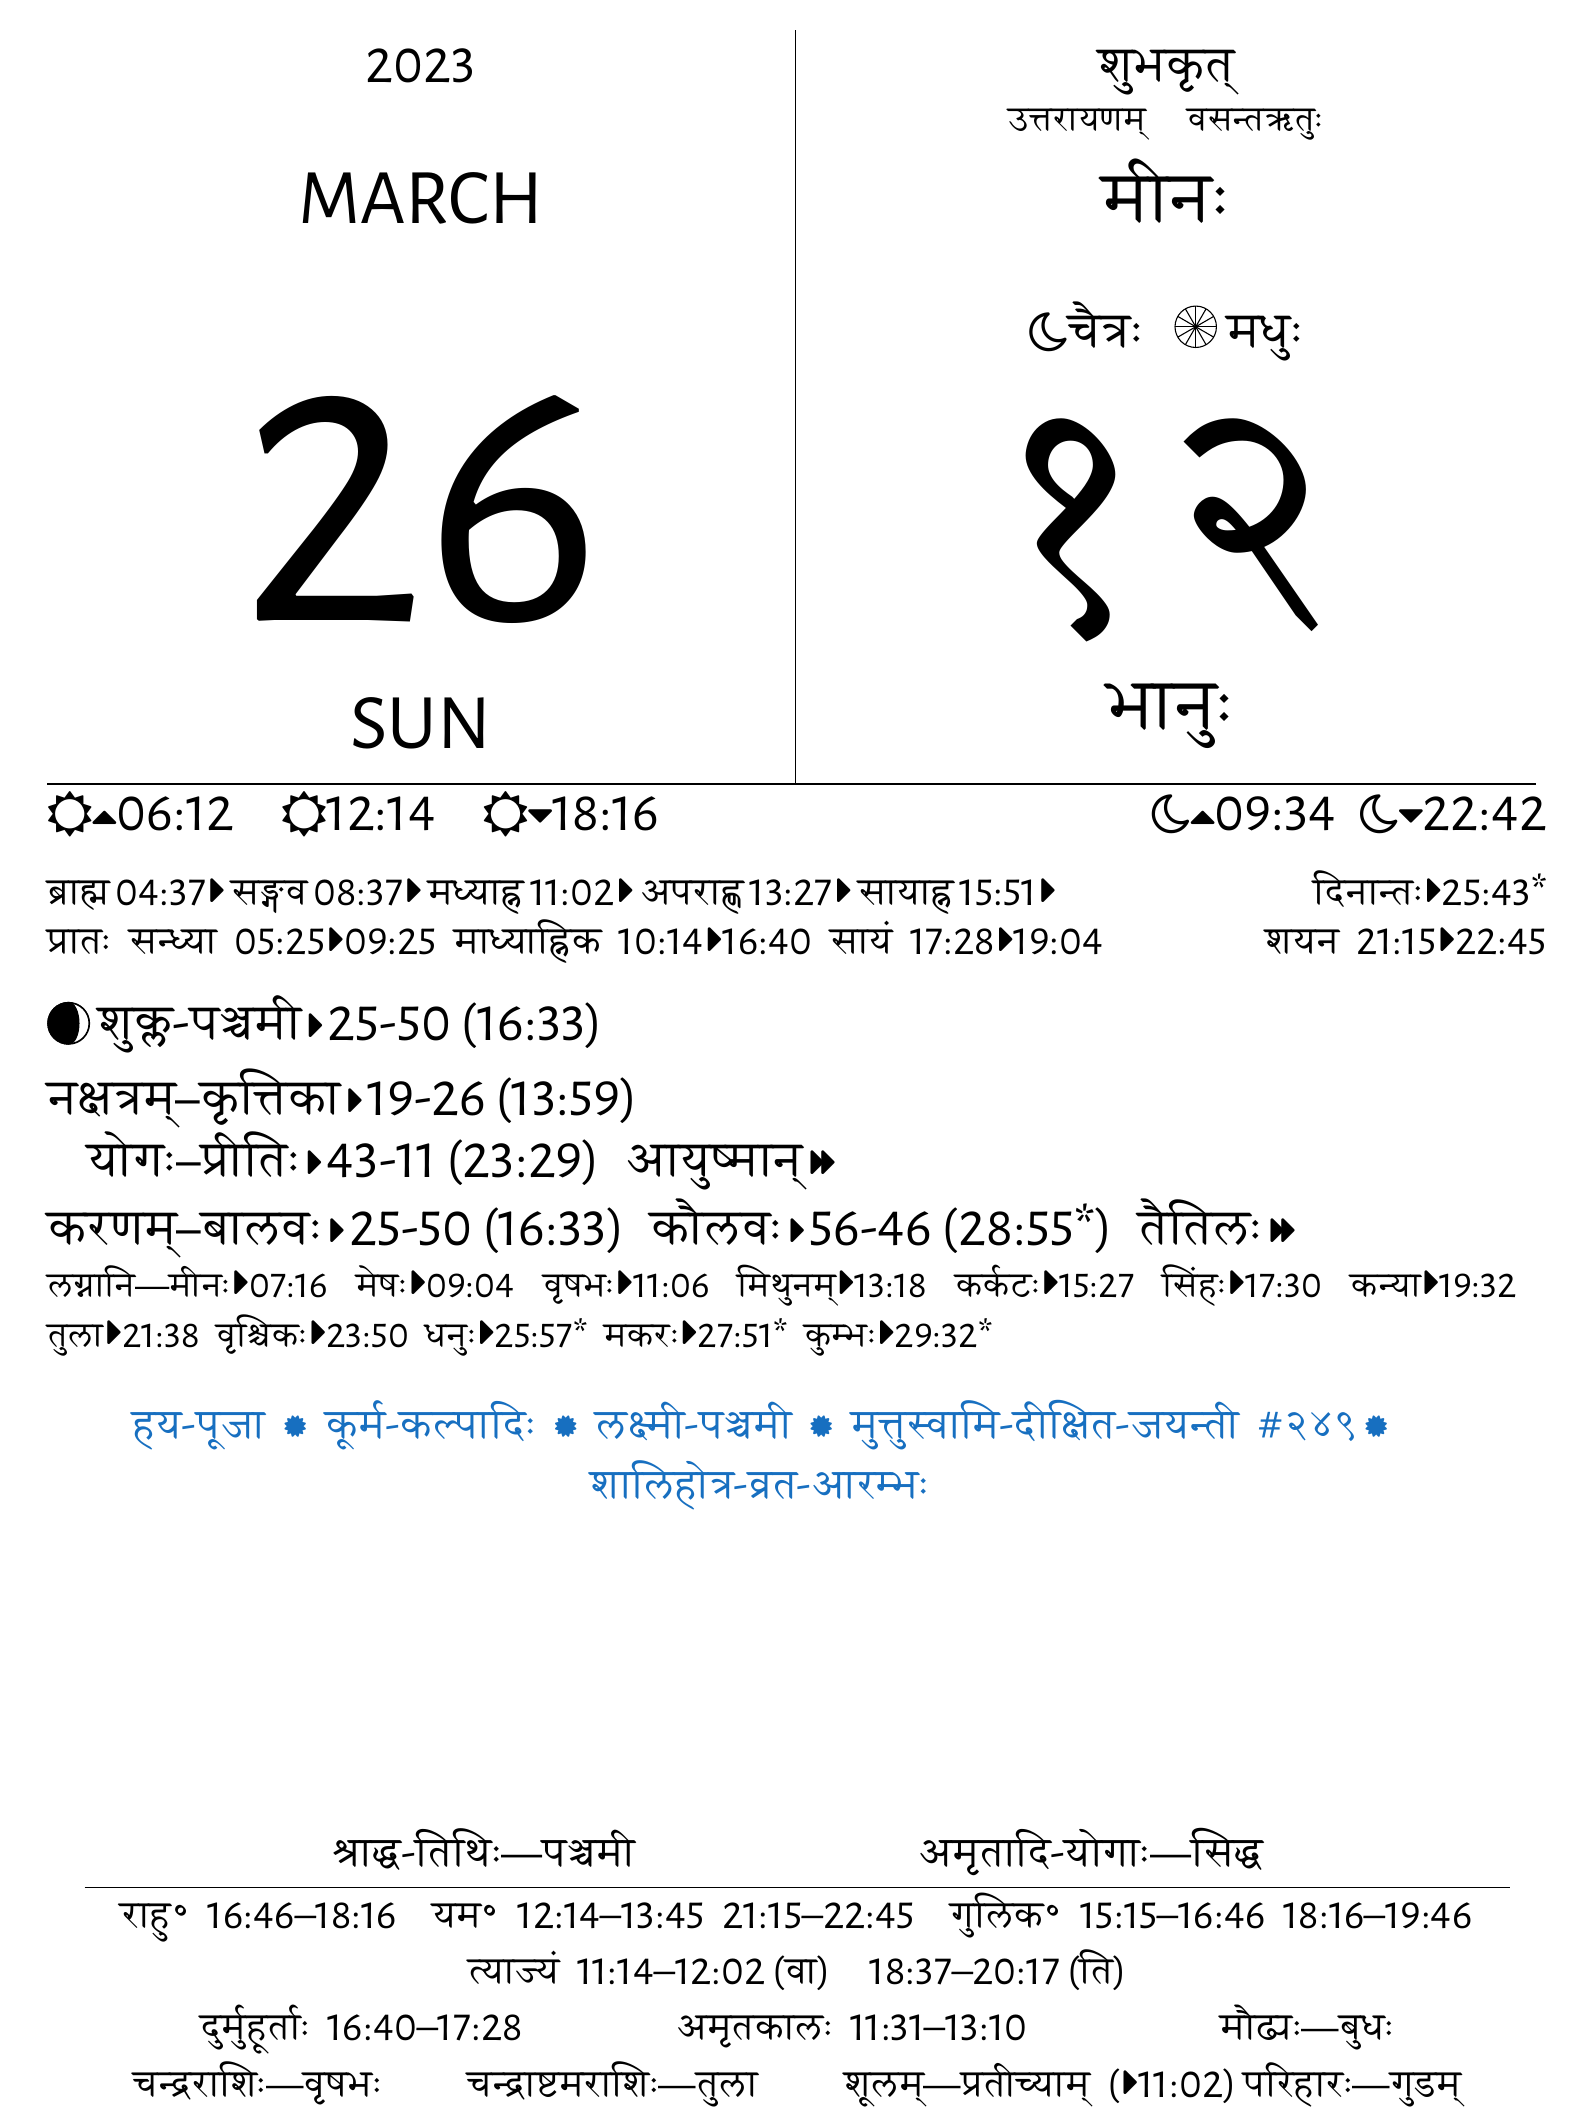 2023
MARCH
26
SUN
शुभकृत्
उत्तरायणम् वसन्तऋतुः
मीनः
चैत्रः मधुः
१२
भानुः
06:12 12:14 18:16 09:34 22:42
ब्राह्म 04:37 सङ्गव 08:37 मध्याह्न 11:02 अपराह्ण 13:27 सायाह्न 15:51 दिनान्तः 25:43*
प्रातः सन्ध्या 05:25 09:25 माध्याह्निक 10:14 16:40 सायं 17:28 19:04 शयन 21:15 22:45
शुक्ल-पञ्चमी 25-50 (16:33)
नक्षत्रम्–कृत्तिका 19-26 (13:59)
योगः–प्रीतिः 43-11 (23:29) आयुष्मान्
करणम्–बालवः 25-50 (16:33) कौलवः 56-46 (28:55*) तैतिलः
लग्नानि—मीनः 07:16 मेषः 09:04 वृषभः 11:06 मिथुनम् 13:18 कर्कटः 15:27 सिंहः 17:30 कन्या 19:32
तुला 21:38 वृश्चिकः 23:50 धनुः 25:57* मकरः 27:51* कुम्भः 29:32*
हय-पूजा ✹ कूर्म-कल्पादिः ✹ लक्ष्मी-पञ्चमी ✹ मुत्तुस्वामि-दीक्षित-जयन्ती #२४९ ✹
शालिहोत्र-व्रत-आरम्भः
श्राद्ध-तिथिः—पञ्चमी अमृतादि-योगाः—सिद्ध
राहु॰ 16:46–18:16 यम॰ 12:14–13:45 21:15–22:45 गुलिक॰ 15:15–16:46 18:16–19:46
त्याज्यं 11:14–12:02 (वा) 18:37–20:17 (ति)
दुर्मुहूर्ताः 16:40–17:28 अमृतकालः 11:31–13:10 मौढ्यः—बुधः
चन्द्रराशिः—वृषभः चन्द्राष्टमराशिः—तुला शूलम्—प्रतीच्याम् (11:02) परिहारः—गुडम्